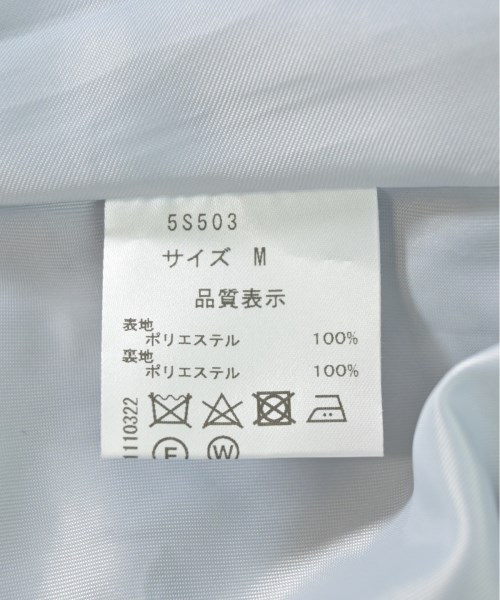 5S503
サイズ M
品質表示
表地
ポリエステル 100%
裏地
ポリエステル 100%
1110322
W